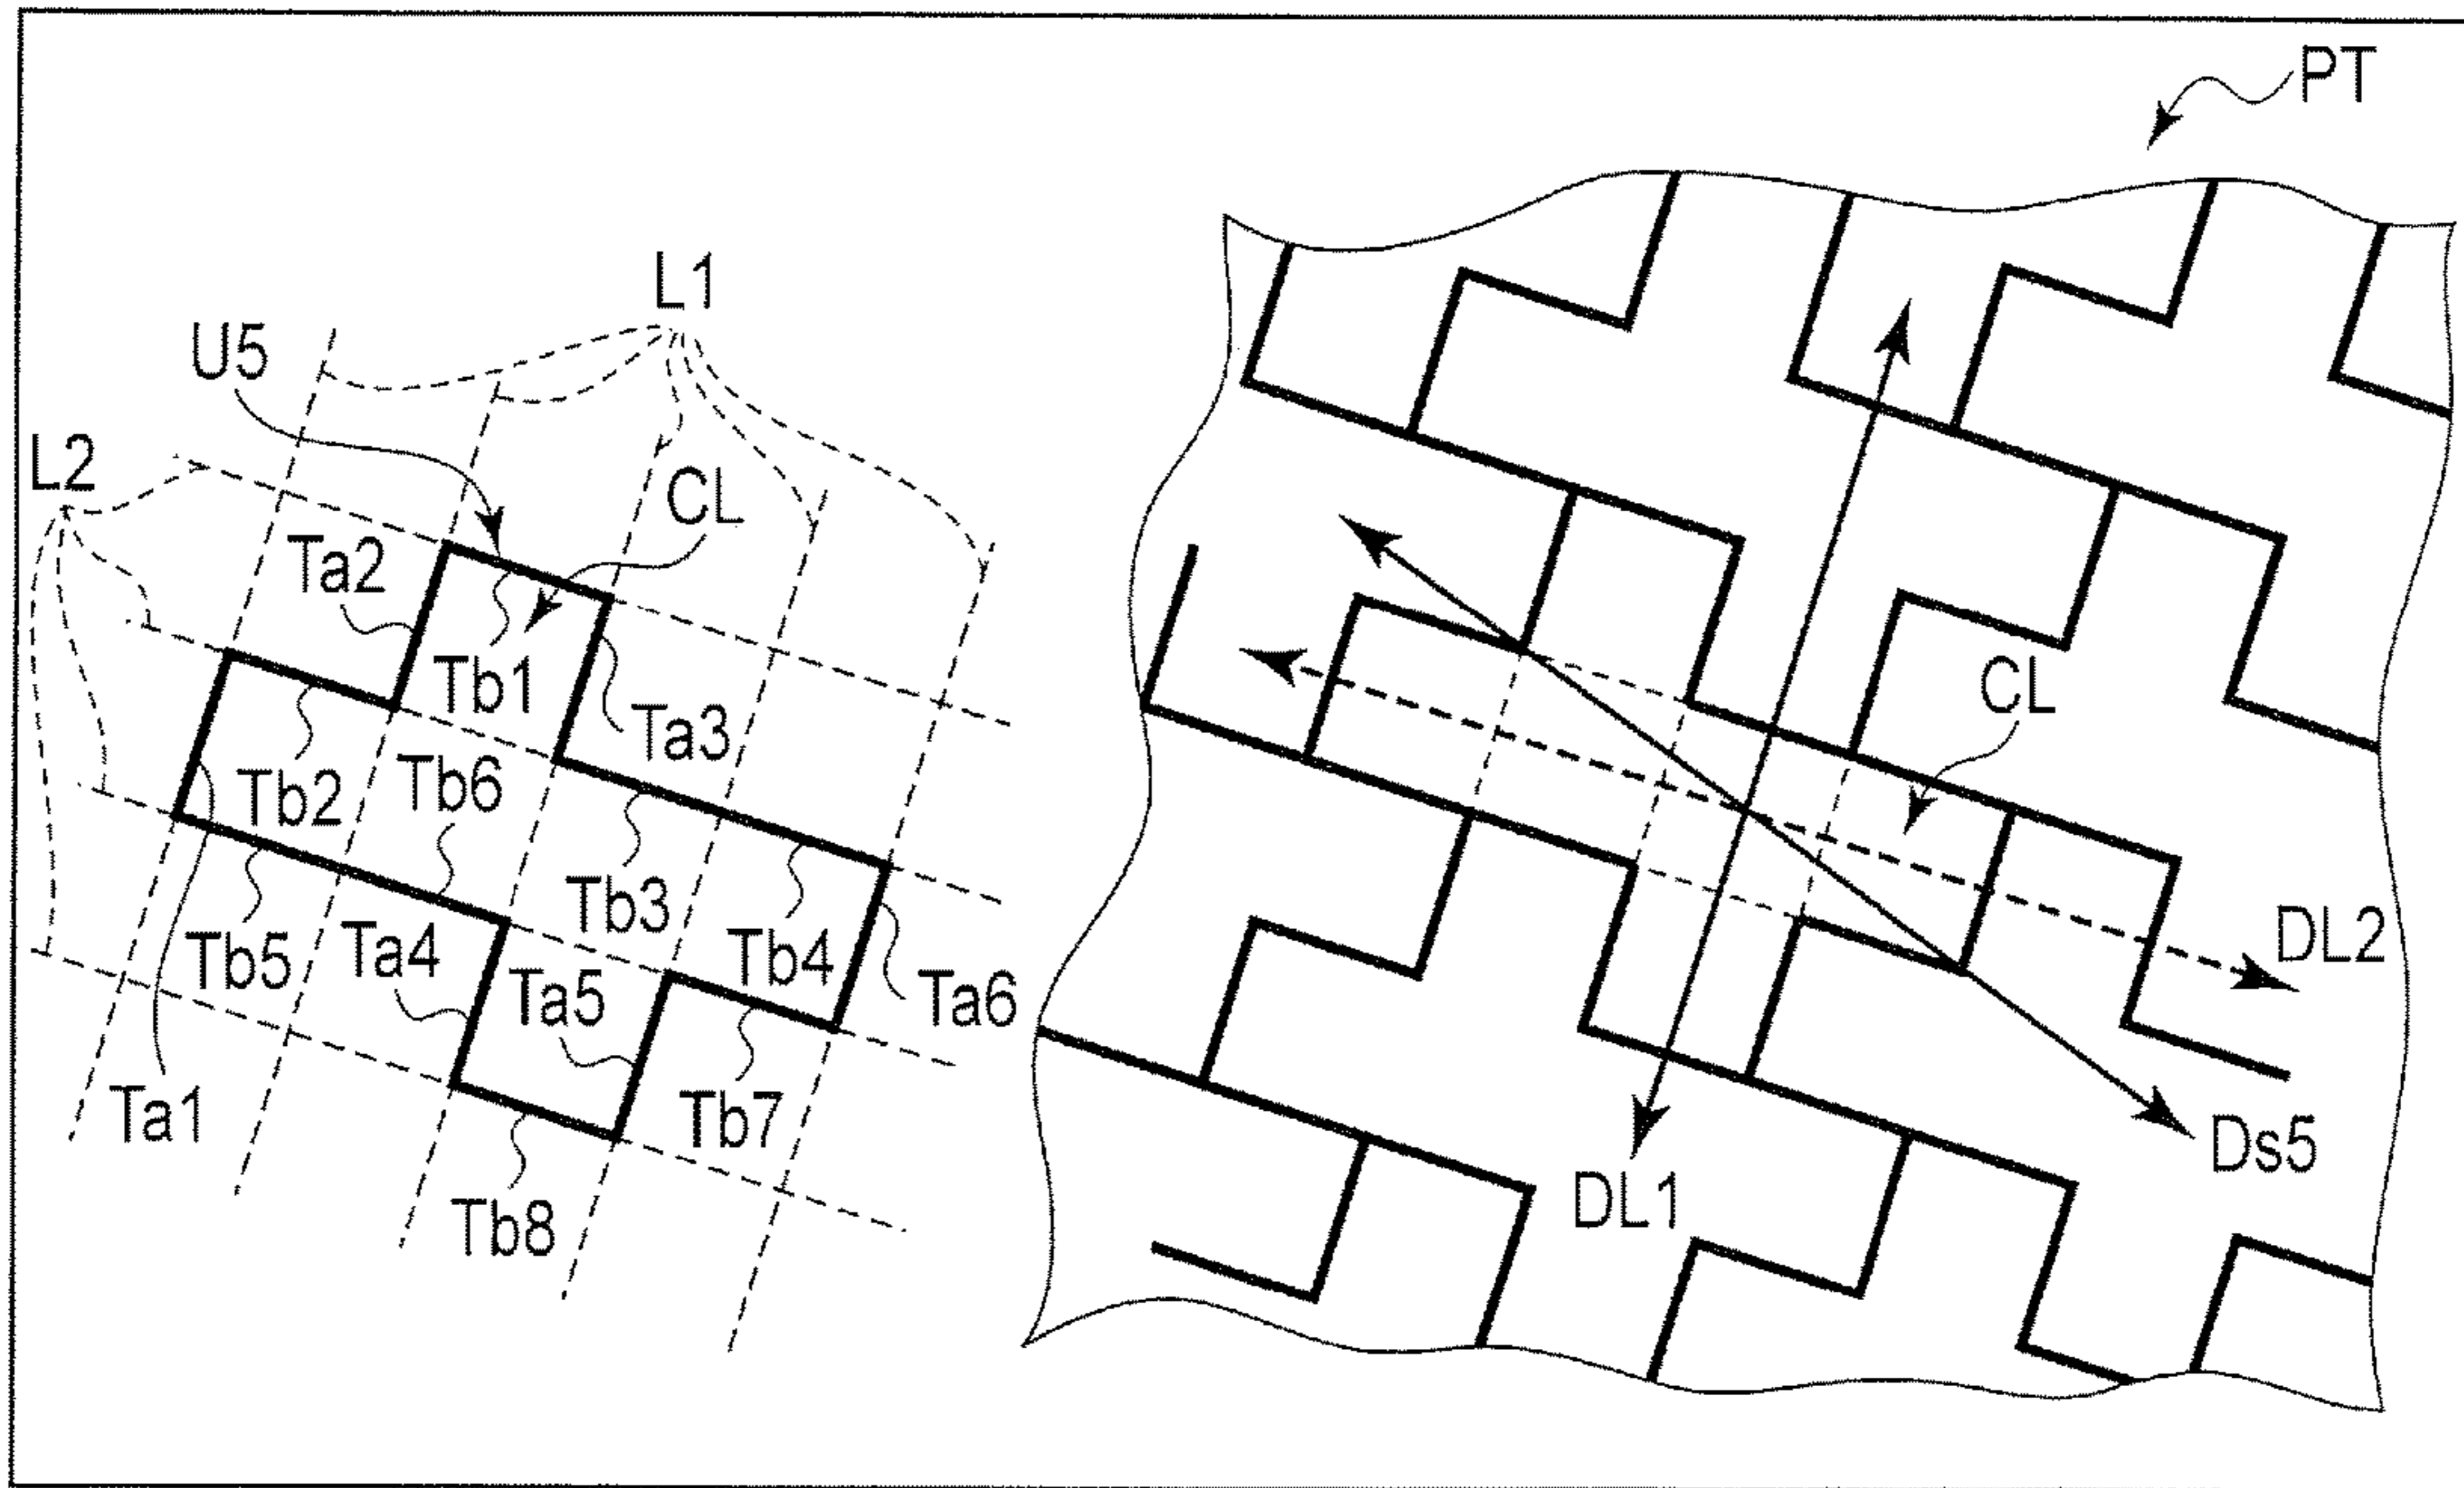 PT
L1
U5
L2
CL
Ta2
Tb1
Ta3
Tb2
Tb6
CL
Tb3
Tb5
Ta4
Ta5
Tb4
Ta6
DL2
Ta1
Tb7
Tb8
DL1
Ds5